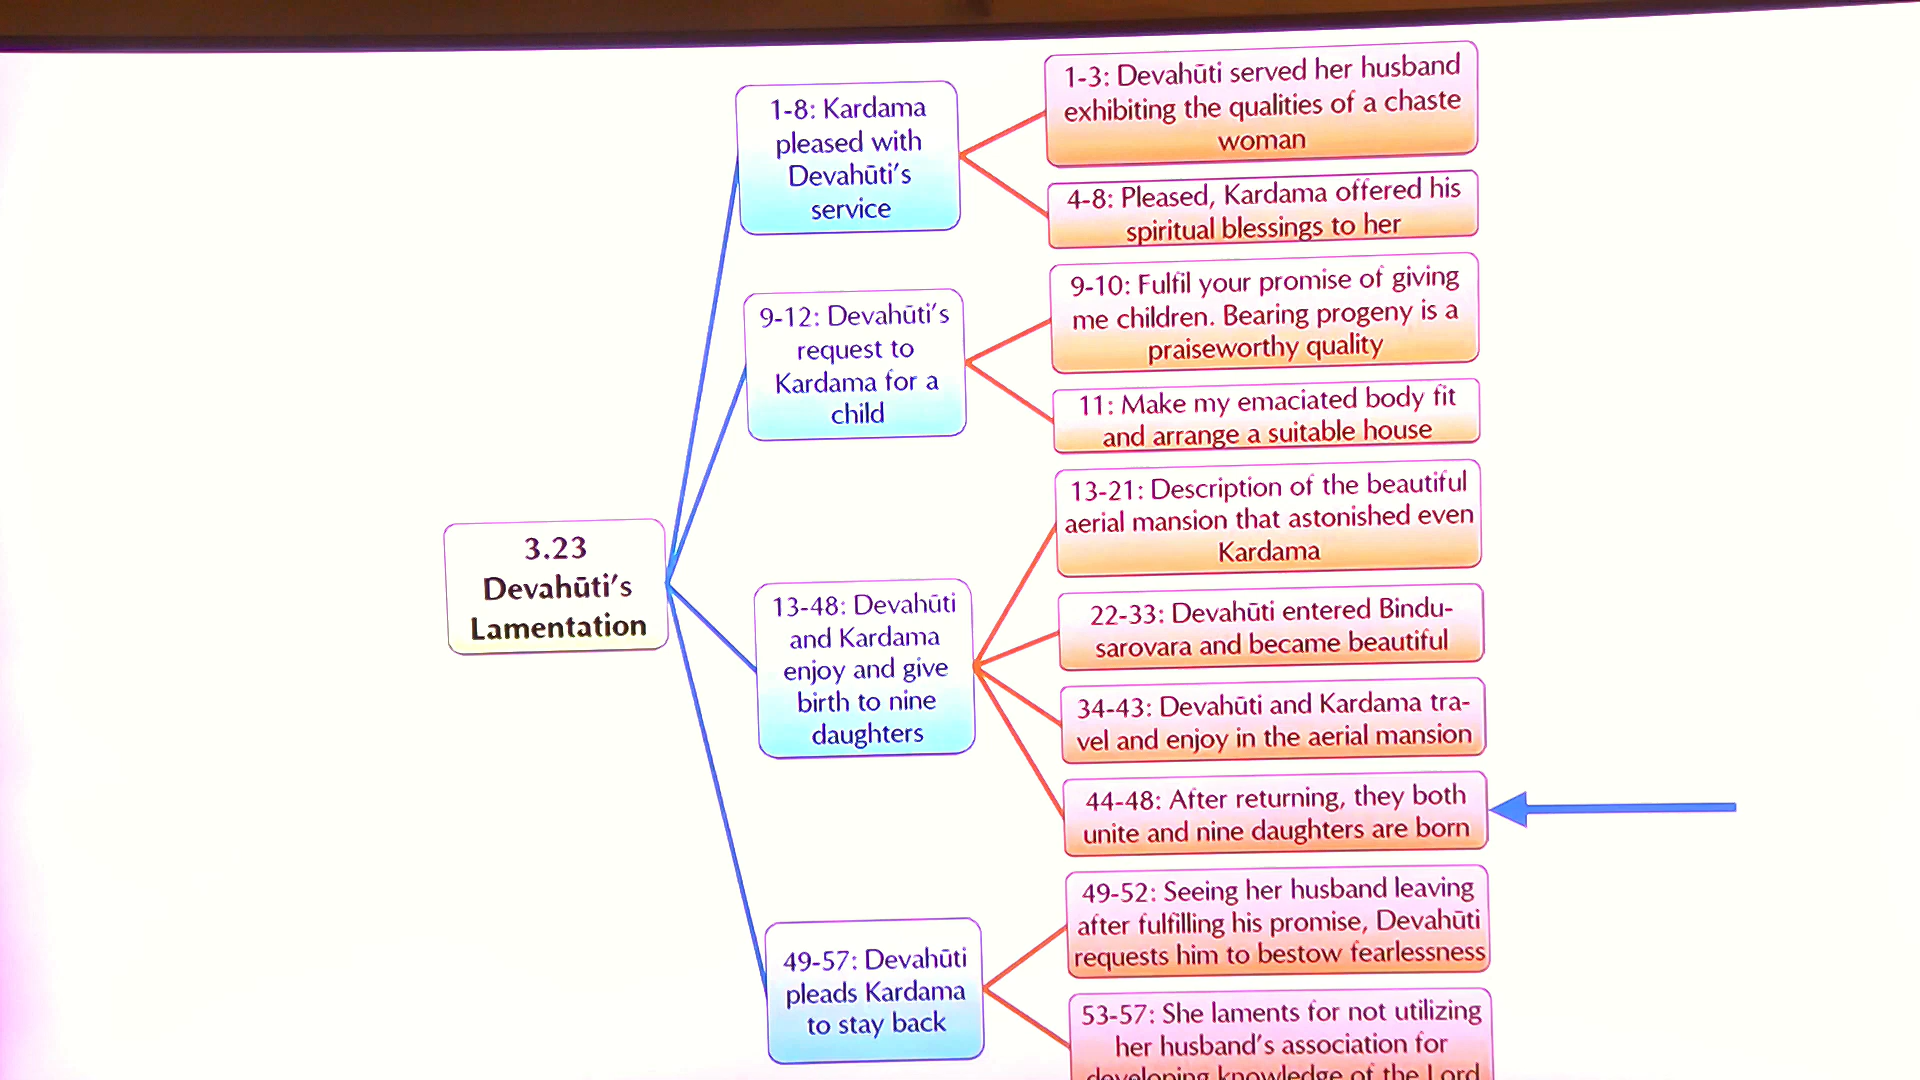 3.23
Devahūti's
Lamentation
1-8: Kardama
pleased with
Devahūti's
service
1-3: Devahūti served her husband
exhibiting the qualities of a chaste
woman
4-8: Pleased, Kardama offered his
spiritual blessings to her
9-12: Devahūti's
request to
Kardama for a
child
9-10: Fulfil your promise of giving
me children. Bearing progeny is a
praiseworthy quality
11: Make my emaciated body fit
and arrange a suitable house
13-48: Devahūti
and Kardama
enjoy and give
birth to nine
daughters
13-21: Description of the beautiful
aerial mansion that astonished even
Kardama
22-33: Devahūti entered Bindu-
sarovara and became beautiful
34-43: Devahūti and Kardama tra-
vel and enjoy in the aerial mansion
44-48: After returning, they both
unite and nine daughters are born
49-57: Devahūti
pleads Kardama
to stay back
49-52: Seeing her husband leaving
after fulfilling his promise, Devahūti
requests him to bestow fearlessness
53-57: She laments for not utilizing
her husband's association for
developing knowledge of the Lord